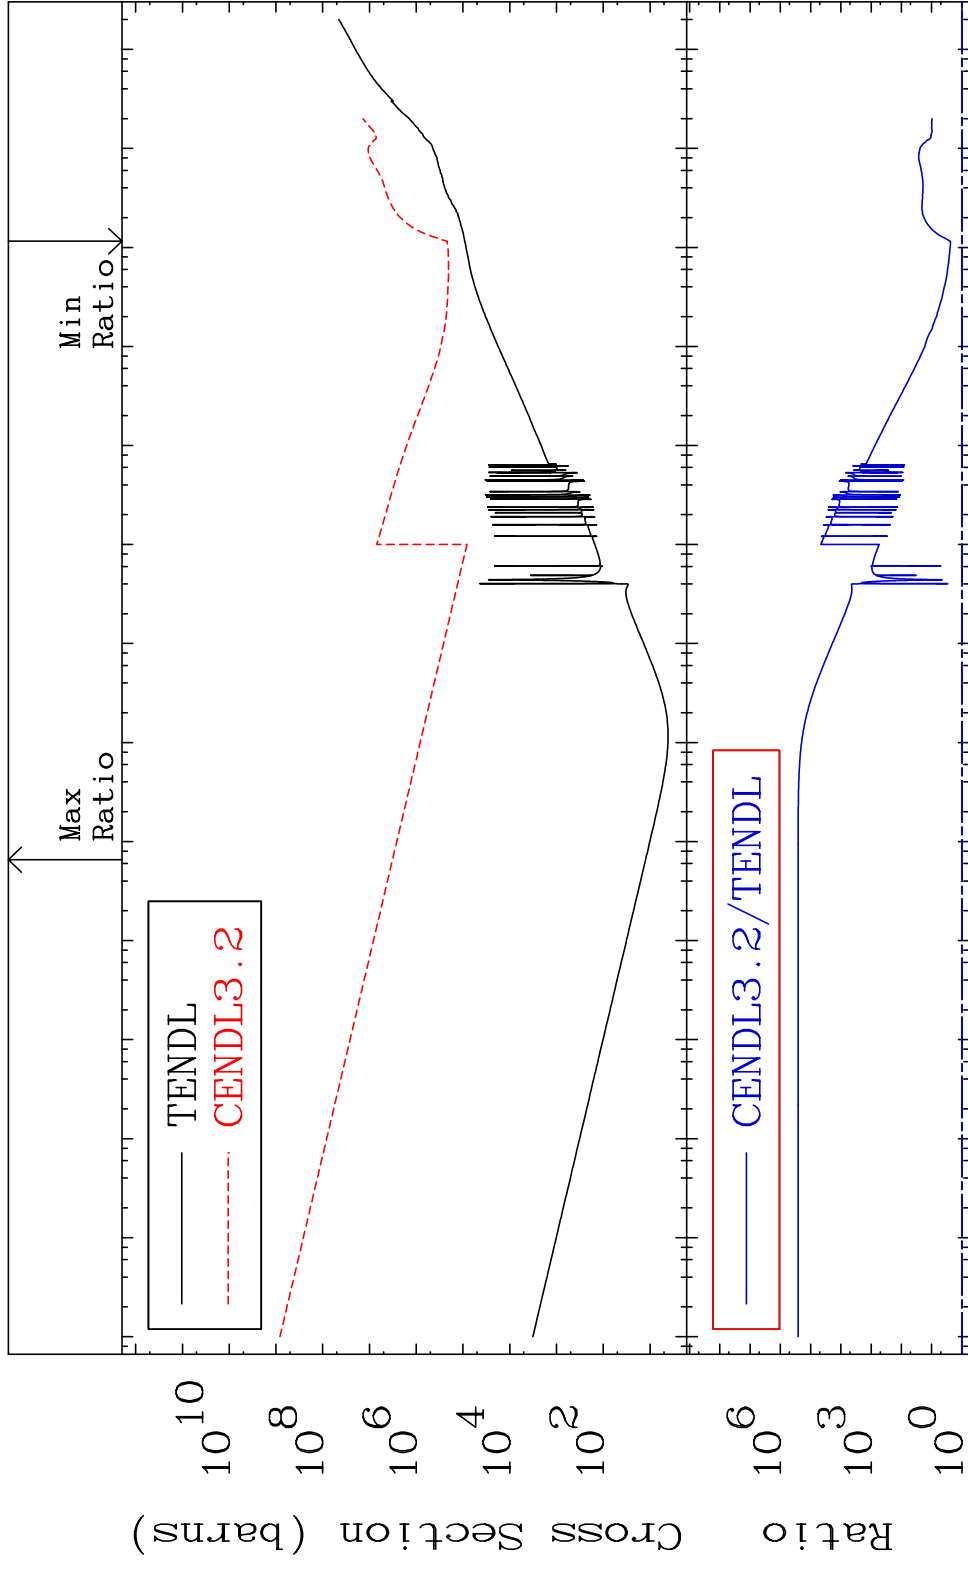 Max
Ratio
Min
Ratio
TENDL
CENDL3.2
10 10
10 8
10 6
10 4
10 2
Cross Section (barns)
CENDL3.2/TENDL
10 6
10 3
10 0
Ratio